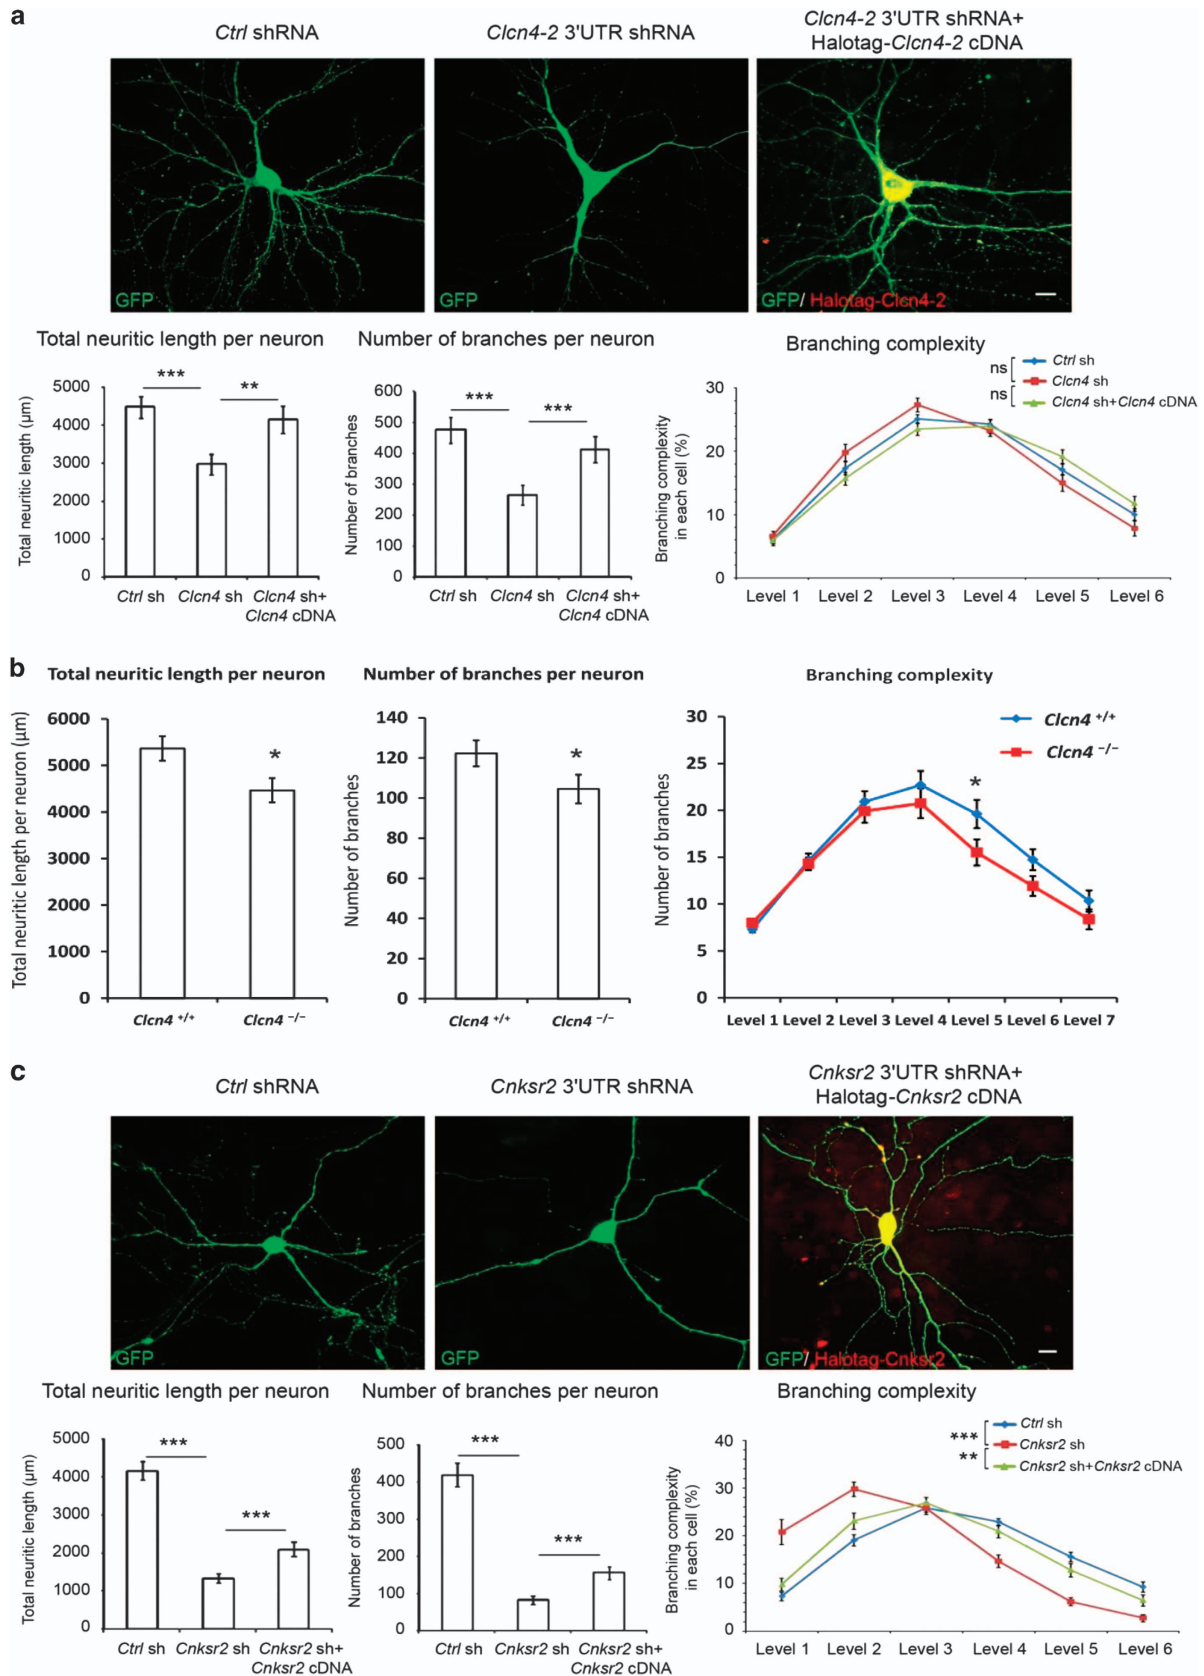 a
Ctrl shRNA
Clcn4-2 3'UTR shRNA
Clcn4-2 3'UTR shRNA+
Halotag-Clcn4-2 cDNA
GFP
GFP
GFP/ Halotag-Clcn4-2
Total neuritic length per neuron
Total neuritic length (µm)
5000
4000
3000
2000
1000
0
***
**
Ctrl sh
Clcn4 sh
Clcn4 sh+
Clcn4 cDNA
Number of branches per neuron
Number of branches
600
500
400
300
200
100
0
***
***
Ctrl sh
Clcn4 sh
Clcn4 sh+
Clcn4 cDNA
Branching complexity
ns
ns
Ctrl sh
Clcn4 sh
Clcn4 sh+Clcn4 cDNA
Branching complexity
in each cell (%)
30
20
10
0
Level 1 Level 2 Level 3 Level 4 Level 5 Level 6
b
Total neuritic length per neuron
Total neuritic length per neuron (µm)
6000
5000
4000
3000
2000
1000
0
*
Clcn4 +/+
Clcn4 −/−
Number of branches per neuron
Number of branches
140
120
100
80
60
40
20
0
*
Clcn4 +/+
Clcn4 −/−
Branching complexity
Clcn4 +/+
Clcn4 −/−
Number of branches
30
25
20
15
10
5
0
*
Level 1 Level 2 Level 3 Level 4 Level 5 Level 6 Level 7
c
Ctrl shRNA
Cnksr2 3'UTR shRNA
Cnksr2 3'UTR shRNA+
Halotag-Cnksr2 cDNA
GFP
GFP
GFP/ Halotag-Cnksr2
Total neuritic length per neuron
Total neuritic length (µm)
5000
4000
3000
2000
1000
0
***
***
Ctrl sh
Cnksr2 sh
Cnksr2 sh+
Cnksr2 cDNA
Number of branches per neuron
Number of branches
500
400
300
200
100
0
***
***
Ctrl sh
Cnksr2 sh
Cnksr2 sh+
Cnksr2 cDNA
Branching complexity
***
**
Ctrl sh
Cnksr2 sh
Cnksr2 sh+Cnksr2 cDNA
Branching complexity
in each cell (%)
40
30
20
10
0
Level 1 Level 2 Level 3 Level 4 Level 5 Level 6